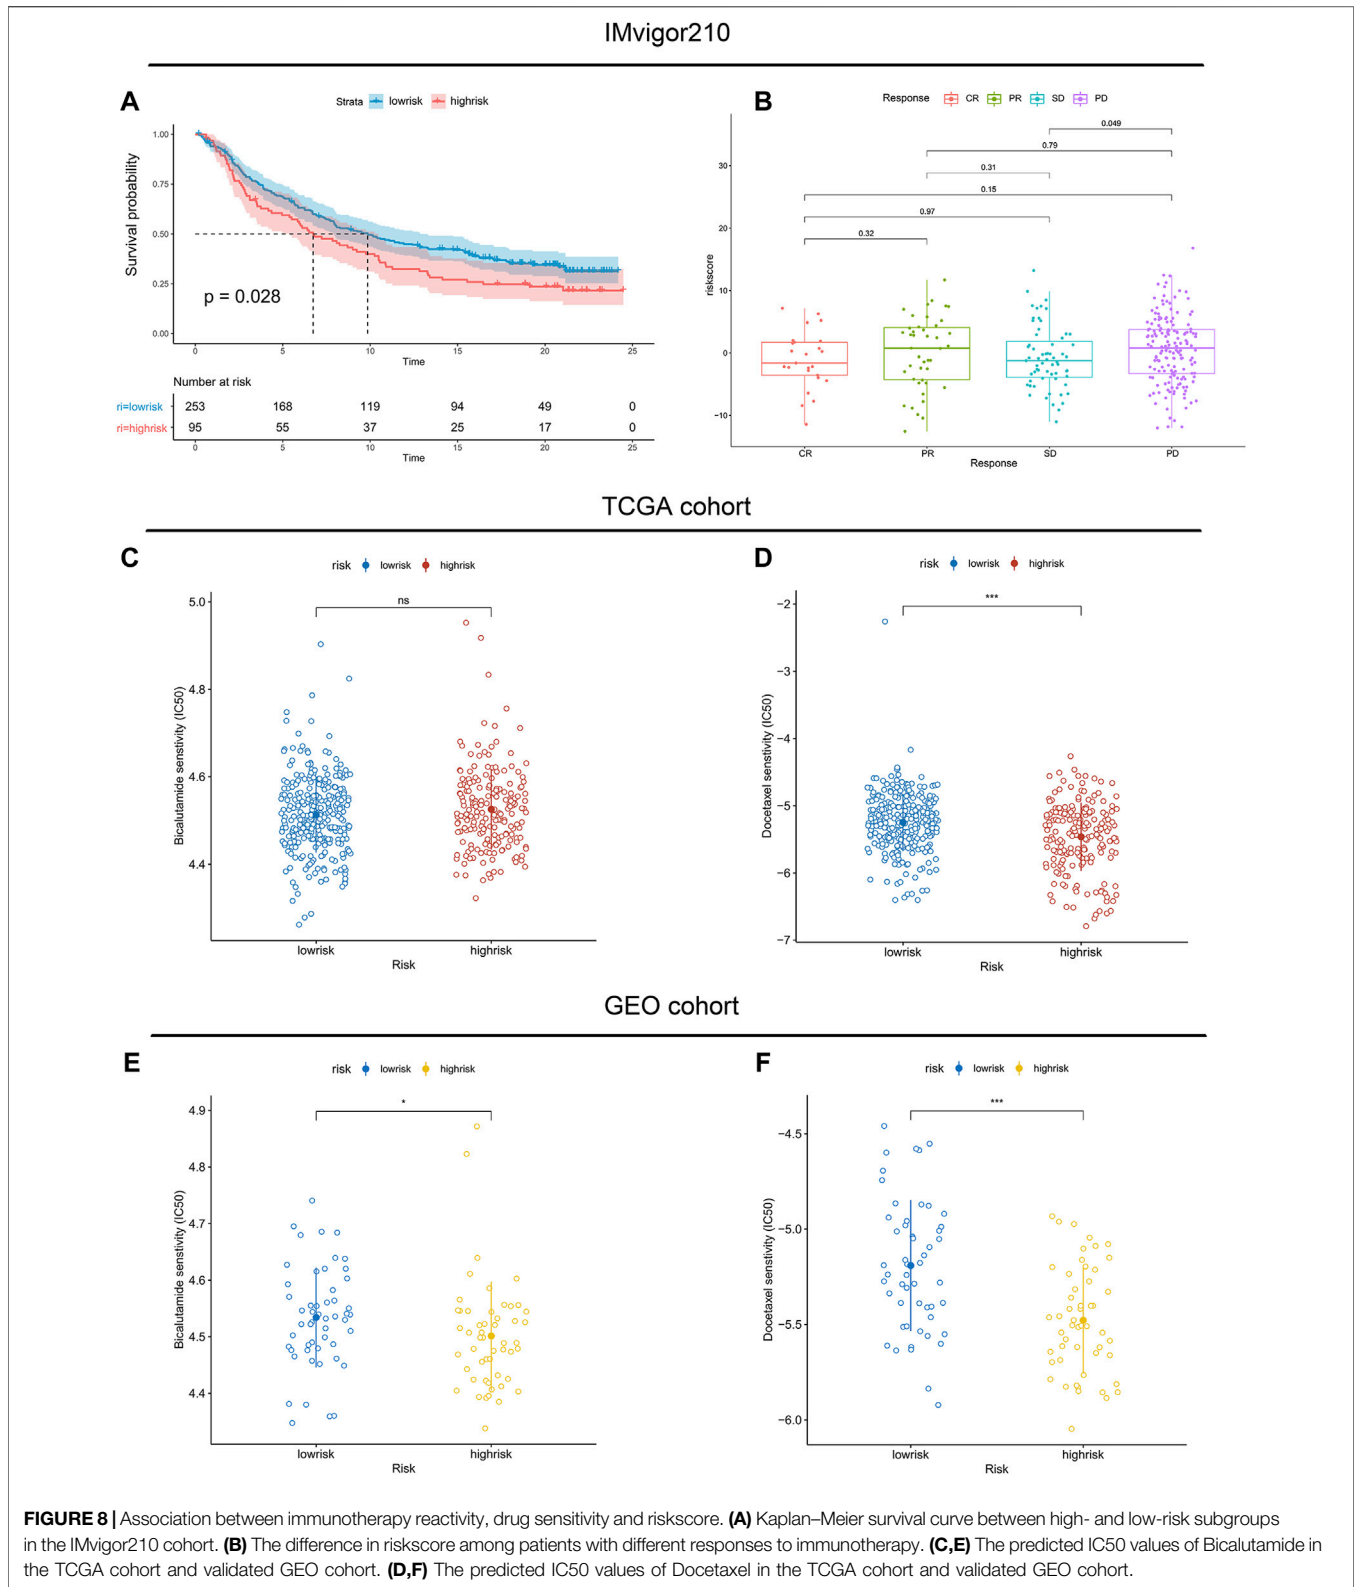 IMvigor210
A
Strata lowrisk highrisk
Survival probability
1.00
0.75
0.50
0.25
0.00
p = 0.028
0 5 10 15 20 25
Time
Number at risk
ri=lowrisk 253 168 119 94 49 0
ri=highrisk 95 55 37 25 17 0
0 5 10 15 20 25
Time
B
Response CR PR SD PD
riskscore
30
20
10
0
−10
0.049
0.79
0.31
0.15
0.97
0.32
CR PR SD PD
Response
TCGA cohort
C
risk lowrisk highrisk
Bicalutamide senstivity (IC50)
5.0
4.8
4.6
4.4
ns
lowrisk highrisk
Risk
D
risk lowrisk highrisk
Docetaxel senstivity (IC50)
−2
−3
−4
−5
−6
−7
***
lowrisk highrisk
Risk
GEO cohort
E
risk lowrisk highrisk
Bicalutamide senstivity (IC50)
4.9
4.8
4.7
4.6
4.5
4.4
*
lowrisk highrisk
Risk
F
risk lowrisk highrisk
Docetaxel senstivity (IC50)
−4.5
−5.0
−5.5
−6.0
***
lowrisk highrisk
Risk
FIGURE 8 | Association between immunotherapy reactivity, drug sensitivity and riskscore. (A) Kaplan–Meier survival curve between high- and low-risk subgroups
in the IMvigor210 cohort. (B) The difference in riskscore among patients with different responses to immunotherapy. (C,E) The predicted IC50 values of Bicalutamide in
the TCGA cohort and validated GEO cohort. (D,F) The predicted IC50 values of Docetaxel in the TCGA cohort and validated GEO cohort.